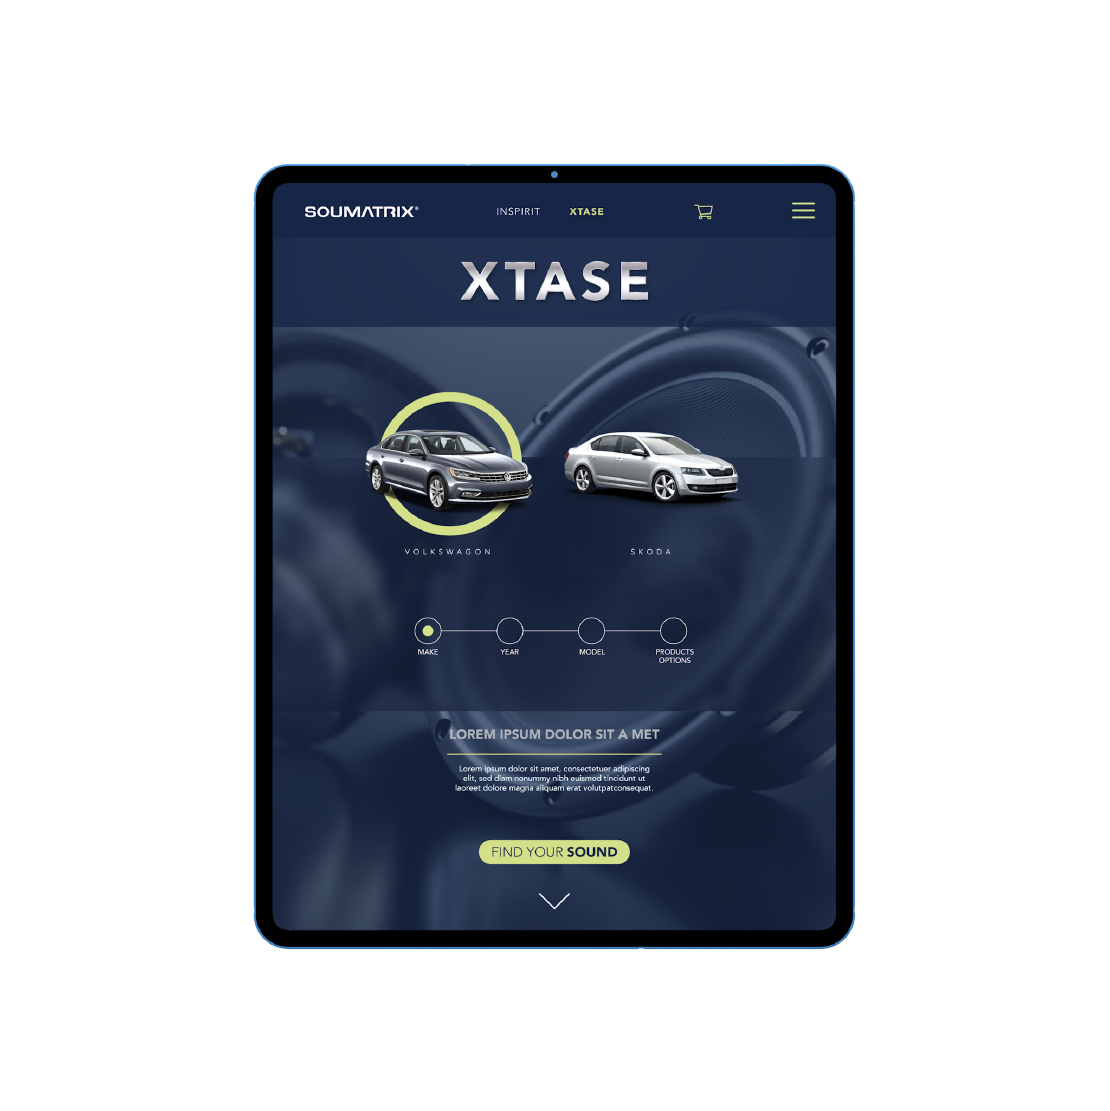 SOUMATRIX®
INSPIRIT
XTASE
XTASE
VOLKSWAGON
SKODA
MAKE
YEAR
MODEL
PRODUCTS
OPTIONS
LOREM IPSUM DOLOR SIT A MET
Lorem ipsum dolor sit amet, consectetuer adipiscing
elit, sed diam nonummy nibh euismod tincidunt ut
laoreet dolore magna aliquam erat volutpatconsequat.
FIND YOUR SOUND